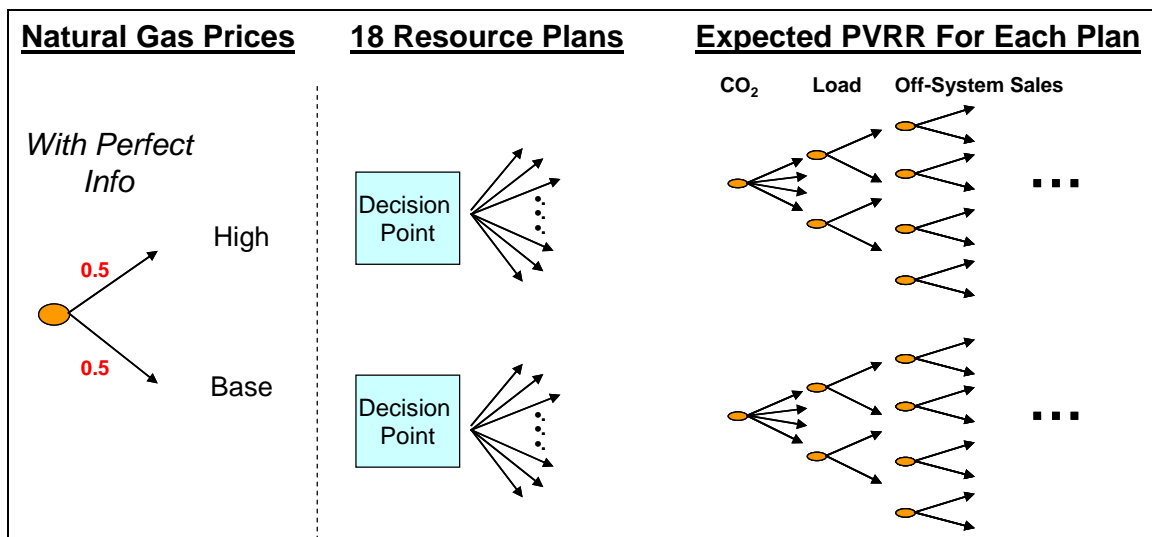 Natural Gas Prices
18 Resource Plans
Expected PVRR For Each Plan
CO₂
Load
Off-System Sales
With Perfect
Info
High
0.5
0.5
Base
Decision
Point
Decision
Point
...
...